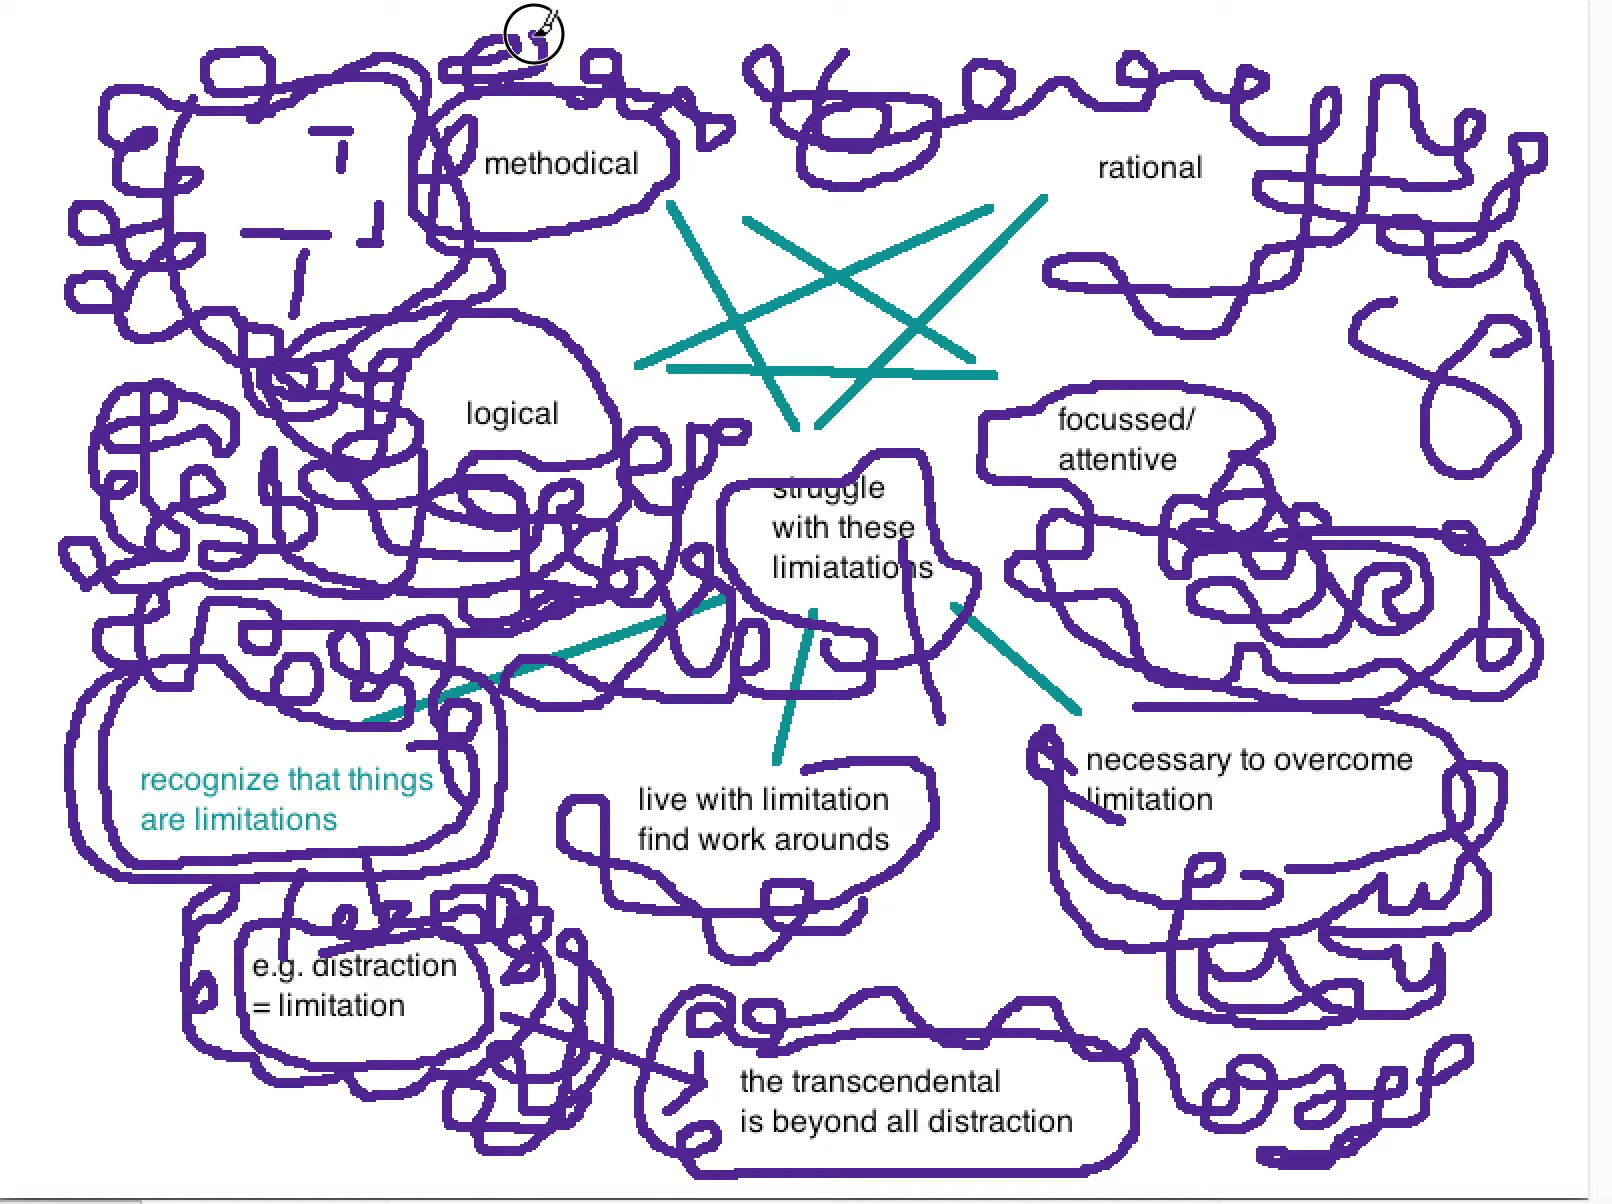 methodical
rational
logical
focussed/
attentive
struggle
with these
limiatations
recognize that things
are limitations
live with limitation
find work arounds
necessary to overcome
limitation
e.g. distraction
= limitation
the transcendental
is beyond all distraction